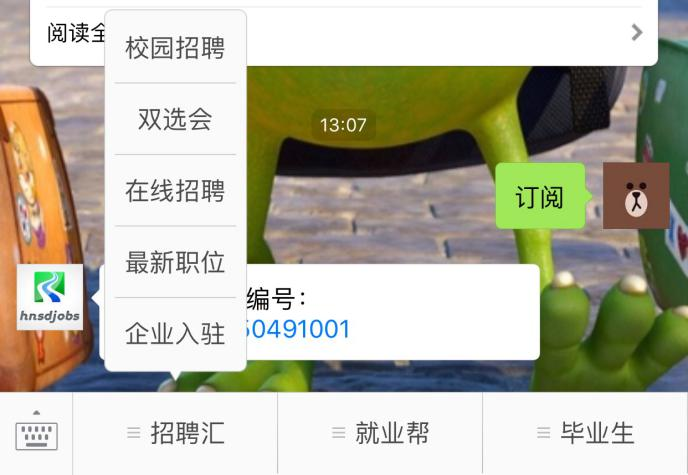 阅读全
校园招聘
双选会
13:07
在线招聘
订阅
最新职位
编号：
hnsdjobs
50491001
企业入驻
招聘汇
就业帮
毕业生